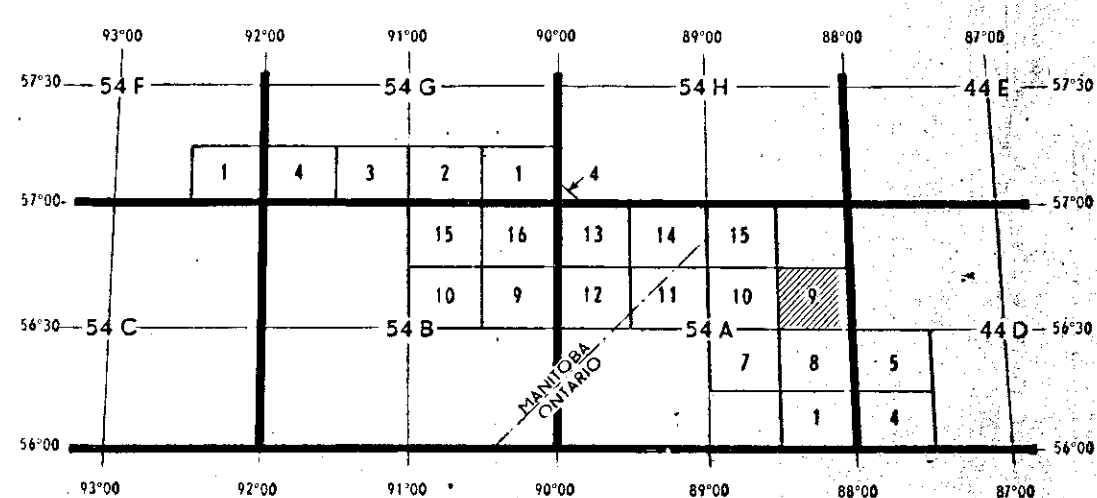 93°00 92°00 91°00 90°00 89°00 88°00 87°00
57°30 54 F 54 G 54 H 44 E 57°30
1 4 3 2 1 4
57°00 57°00
15 16 13 14 15
10 9 12 11 10 9
56°30 54 C 54 B 54 A 44 D 56°30
7 8 5
MANITOBA
ONTARIO
1 4
56°00 56°00
93°00 92°00 91°00 90°00 89°00 88°00 87°00